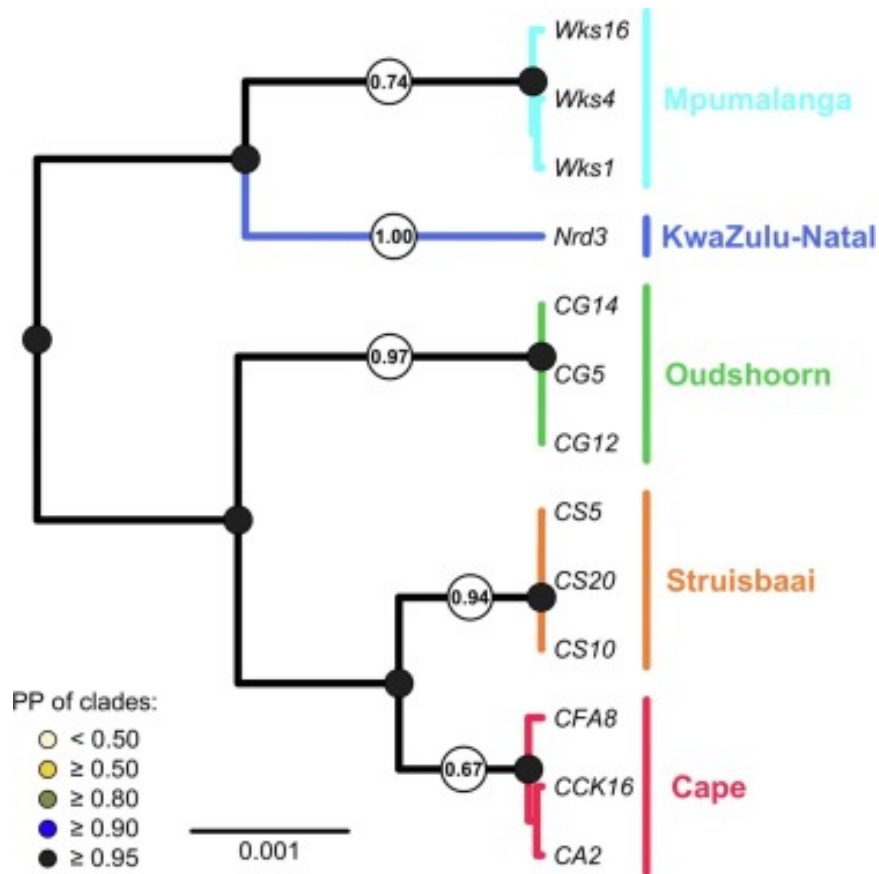 Wks16
0.74
Wks4
Mpumalanga
Wks1
1.00
Nrd3
KwaZulu-Natal
CG14
0.97
CG5
Oudshoorn
CG12
CS5
0.94
CS20
Struisbaai
CS10
PP of clades:
< 0.50
≥ 0.50
≥ 0.80
≥ 0.90
≥ 0.95
0.001
CFA8
0.67
CCK16
Cape
CA2